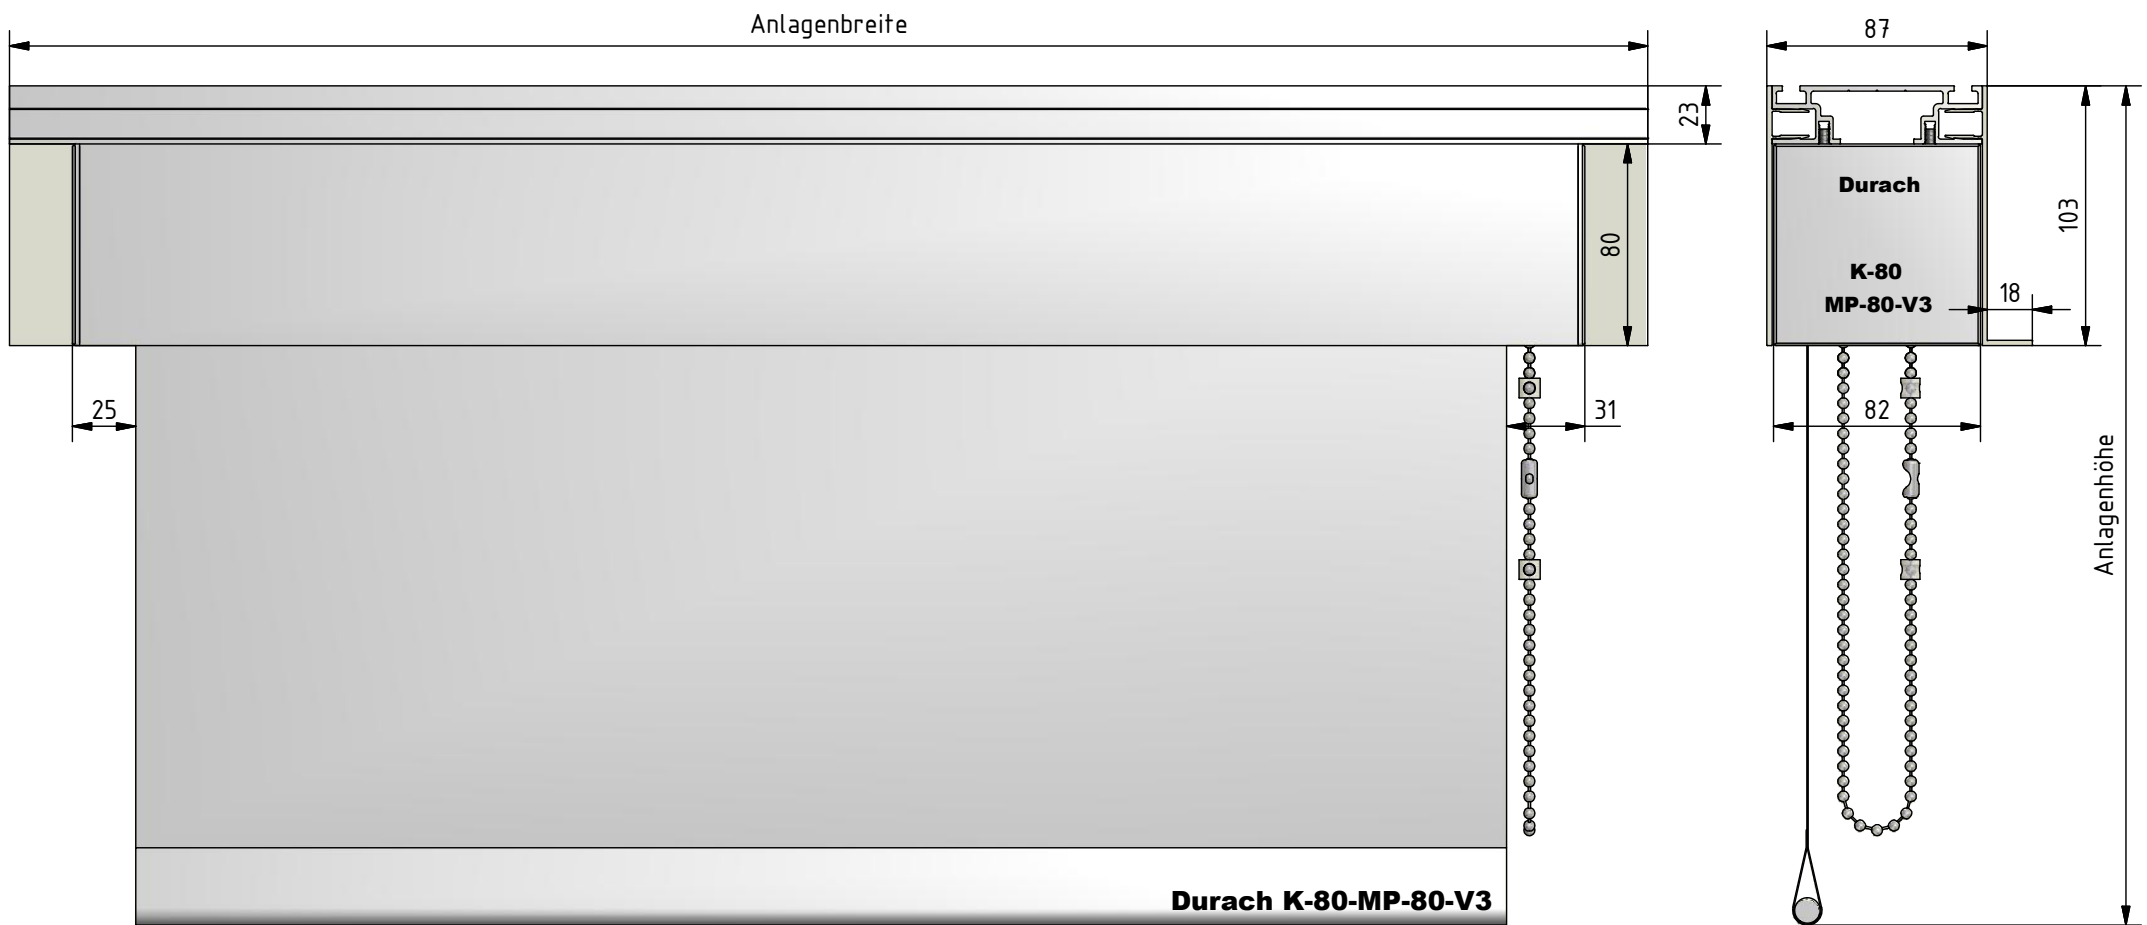 Anlagenbreite
87
23
Durach
103
80
K-80
MP-80-V3
18
25
31
82
Anlagenhöhe
Durach K-80-MP-80-V3